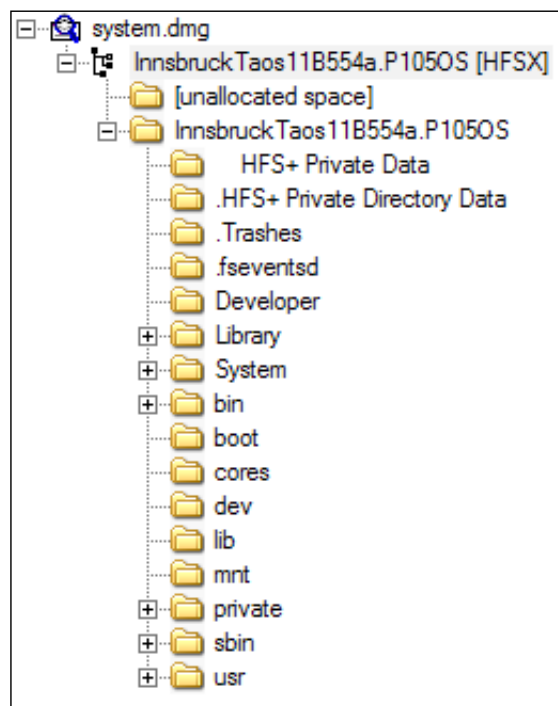 system.dmg
InnsbruckTaos11B554a.P105OS [HFSX]
[unallocated space]
InnsbruckTaos11B554a.P105OS
HFS+ Private Data
.HFS+ Private Directory Data
.Trashes
.fseventsd
Developer
Library
System
bin
boot
cores
dev
lib
mnt
private
sbin
usr